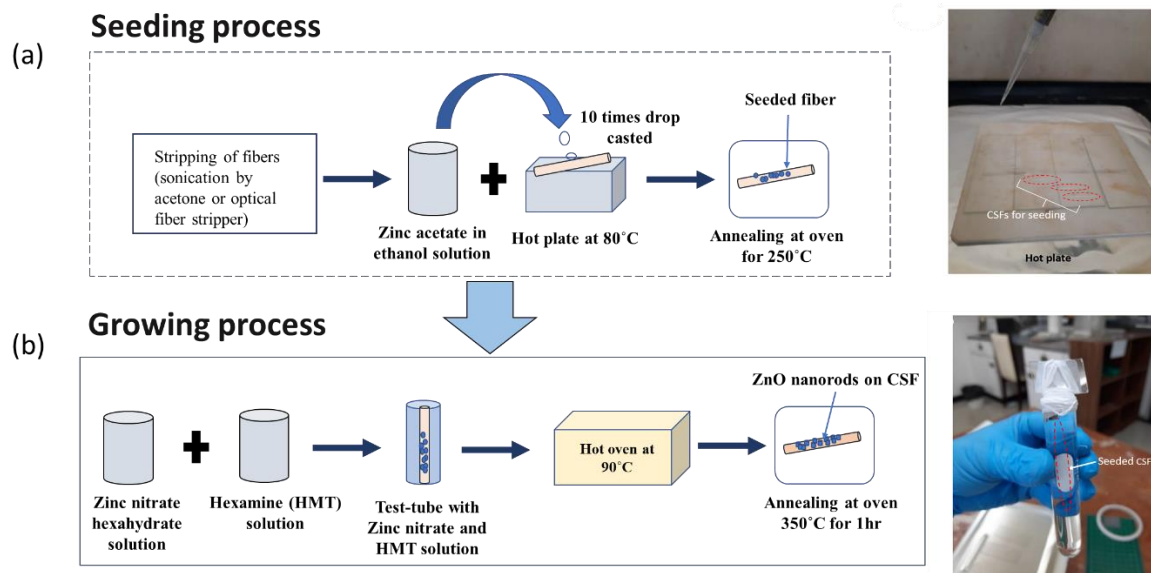 Seeding process
(a)
Stripping of fibers
(sonication by
acetone or optical
fiber stripper)
Zinc acetate in
ethanol solution
10 times drop
casted
Hot plate at 80˚C
Seeded fiber
Annealing at oven
for 250˚C
CSFs for seeding
Hot plate
Growing process
(b)
Zinc nitrate
hexahydrate
solution
Hexamine (HMT)
solution
Test-tube with
Zinc nitrate and
HMT solution
Hot oven at
90˚C
ZnO nanorods on CSF
Annealing at oven
350˚C for 1hr
Seeded CSF